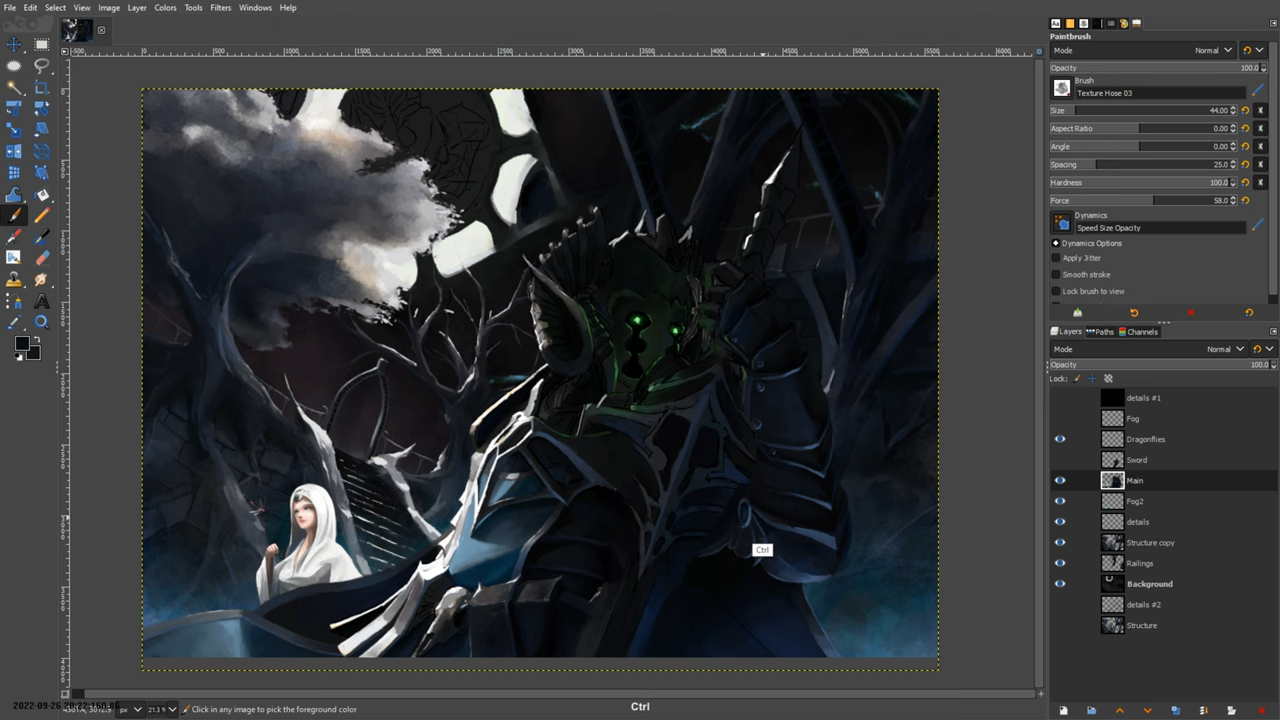 File Edit Select View Image Layer Colors Tools Filters Windows Help
Paintbrush
Mode Normal
Opacity 100.0
Brush
Texture Hose 03
Size 44.00
Aspect Ratio 0.00
Angle 0.00
Spacing 25.0
Hardness 100.0
Force 58.0
Dynamics
Speed Size Opacity
Dynamics Options
Apply Jitter
Smooth stroke
Lock brush to view
Layers Paths Channels
Mode Normal
Opacity 100.0
Lock:
details #1
Fog
Dragonflies
Sword
Main
Fog2
details
Structure copy
Railings
Background
details #2
Structure
Ctrl
px 21.3 % Click in any image to pick the foreground color
Ctrl